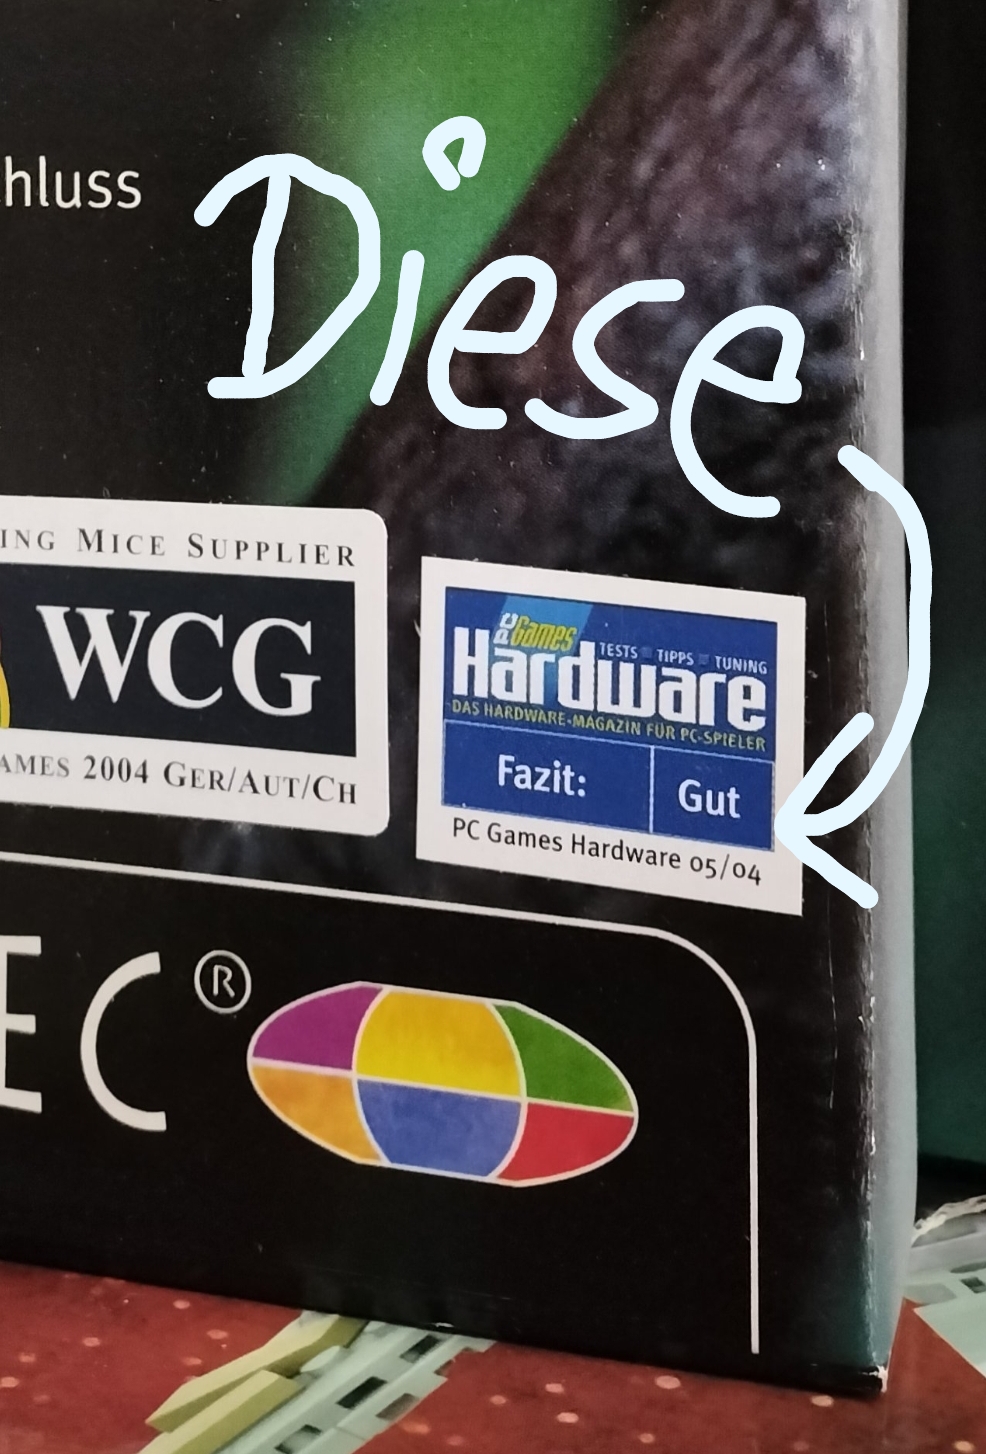 hluss
Diese
ING MICE SUPPLIER
WCG
AMES 2004 GER/AUT/CH
PC Games
Hardware
TESTS TIPPS TUNING
DAS HARDWARE-MAGAZIN FÜR PC-SPIELER
Fazit: Gut
PC Games Hardware 05/04
EC®